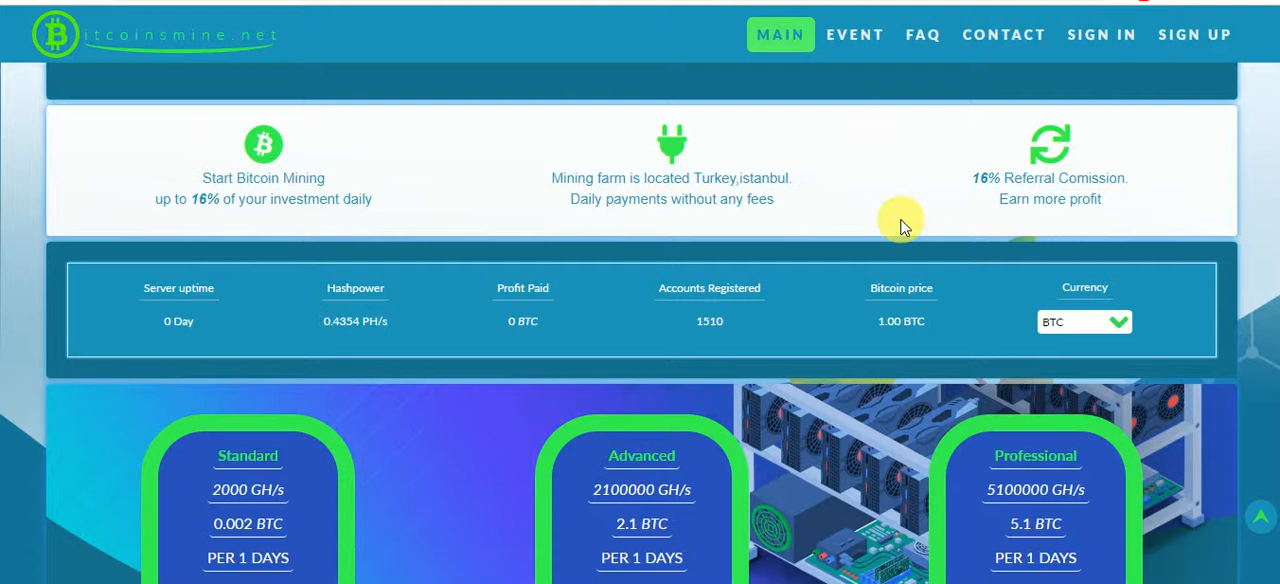 itcoinsmine.net
MAIN EVENT FAQ CONTACT SIGN IN SIGN UP
Start Bitcoin Mining
up to 16% of your investment daily
Mining farm is located Turkey,istanbul.
Daily payments without any fees
16% Referral Comission.
Earn more profit
Server uptime
0 Day
Hashpower
0.4354 PH/s
Profit Paid
0 BTC
Accounts Registered
1510
Bitcoin price
1.00 BTC
Currency
BTC
Standard
2000 GH/s
0.002 BTC
PER 1 DAYS
Advanced
2100000 GH/s
2.1 BTC
PER 1 DAYS
Professional
5100000 GH/s
5.1 BTC
PER 1 DAYS